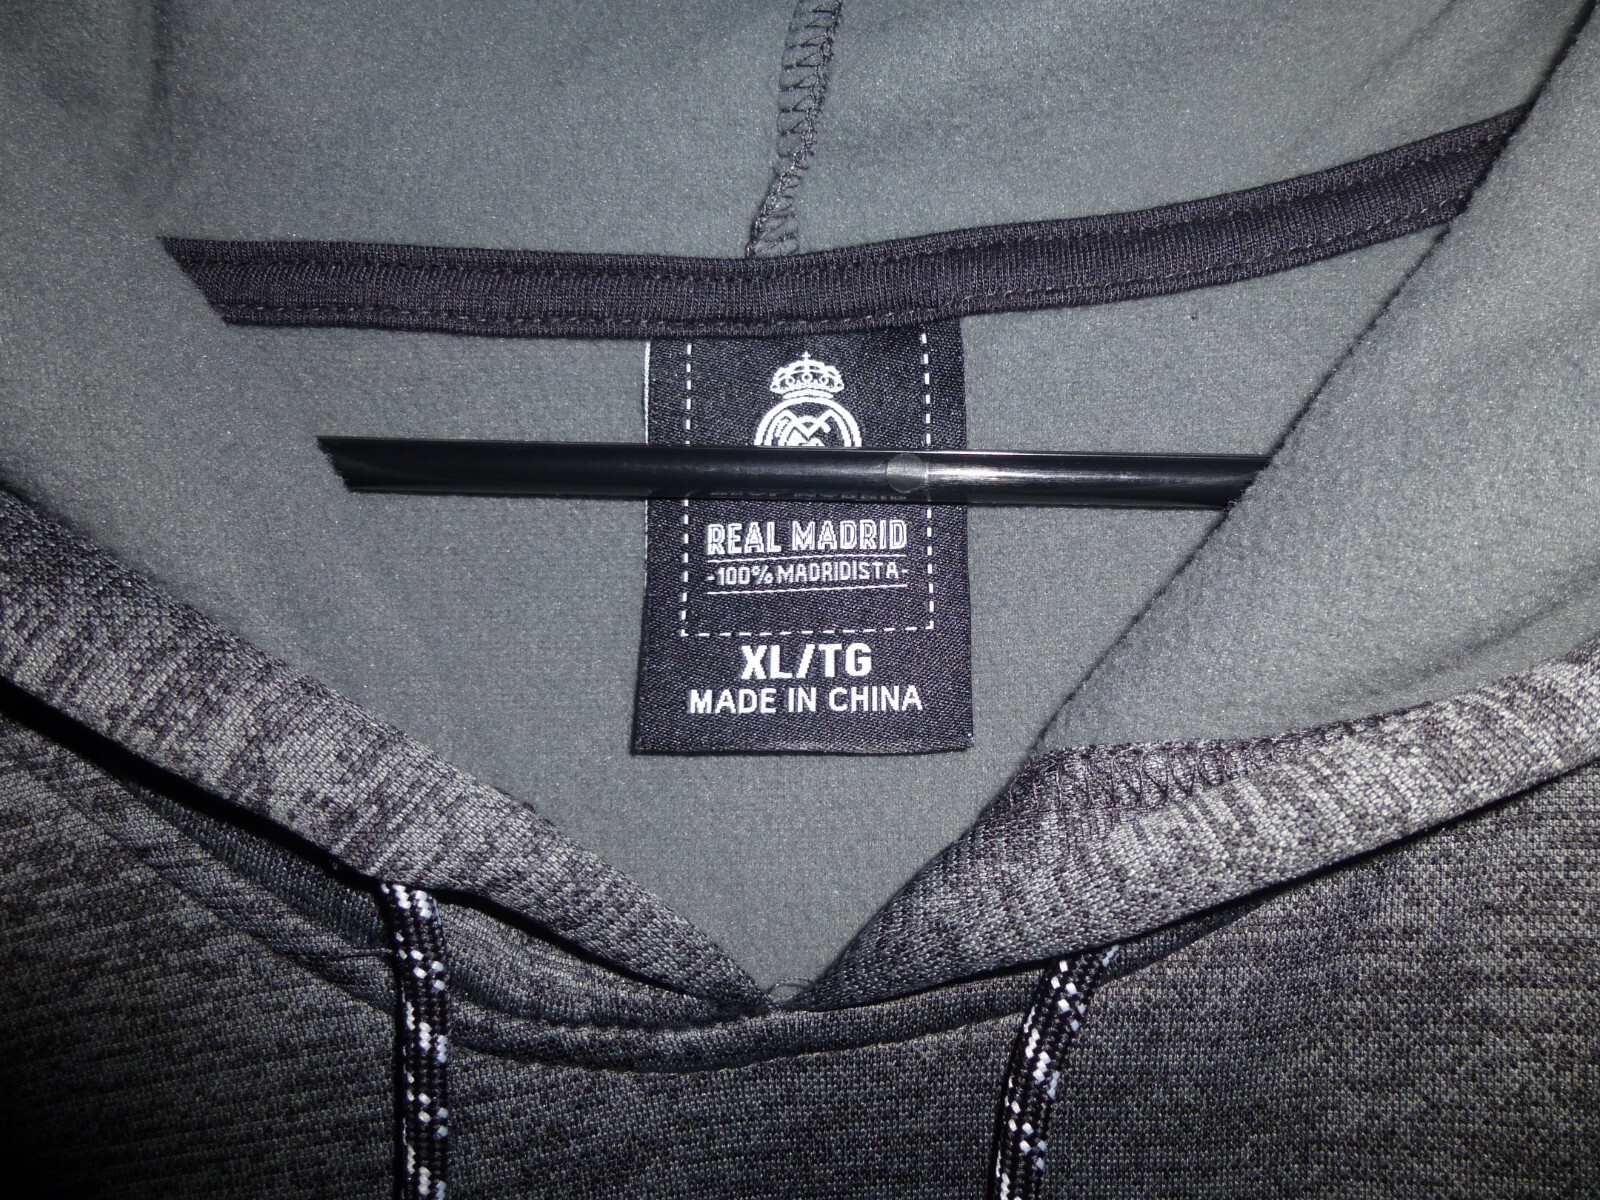 REAL MADRID
-100% MADRIDISTA-
XL/TG
MADE IN CHINA